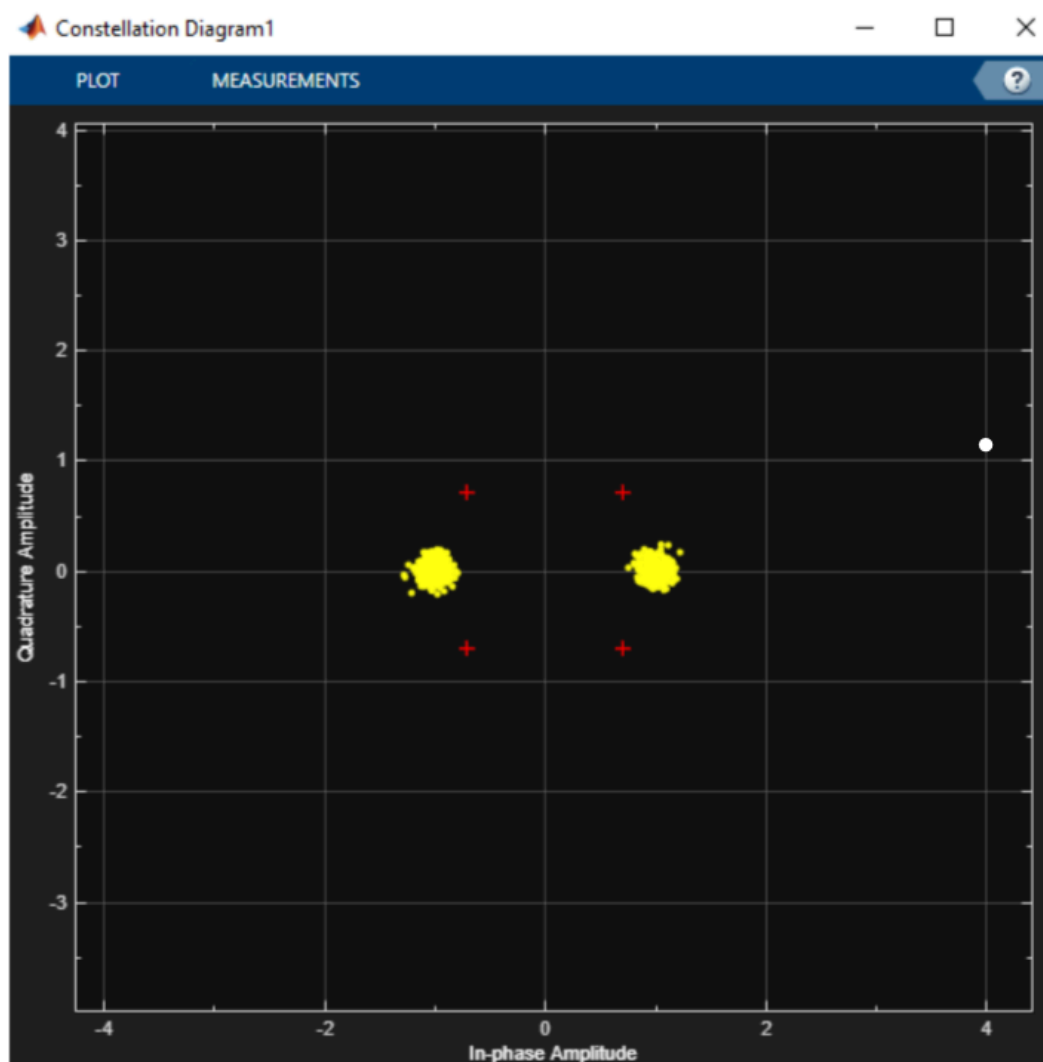 Constellation Diagram1
PLOT MEASUREMENTS ?
4
3
2
1
0
-1
-2
-3
Quadrature Amplitude
-4 -2 0 2 4
In-phase Amplitude